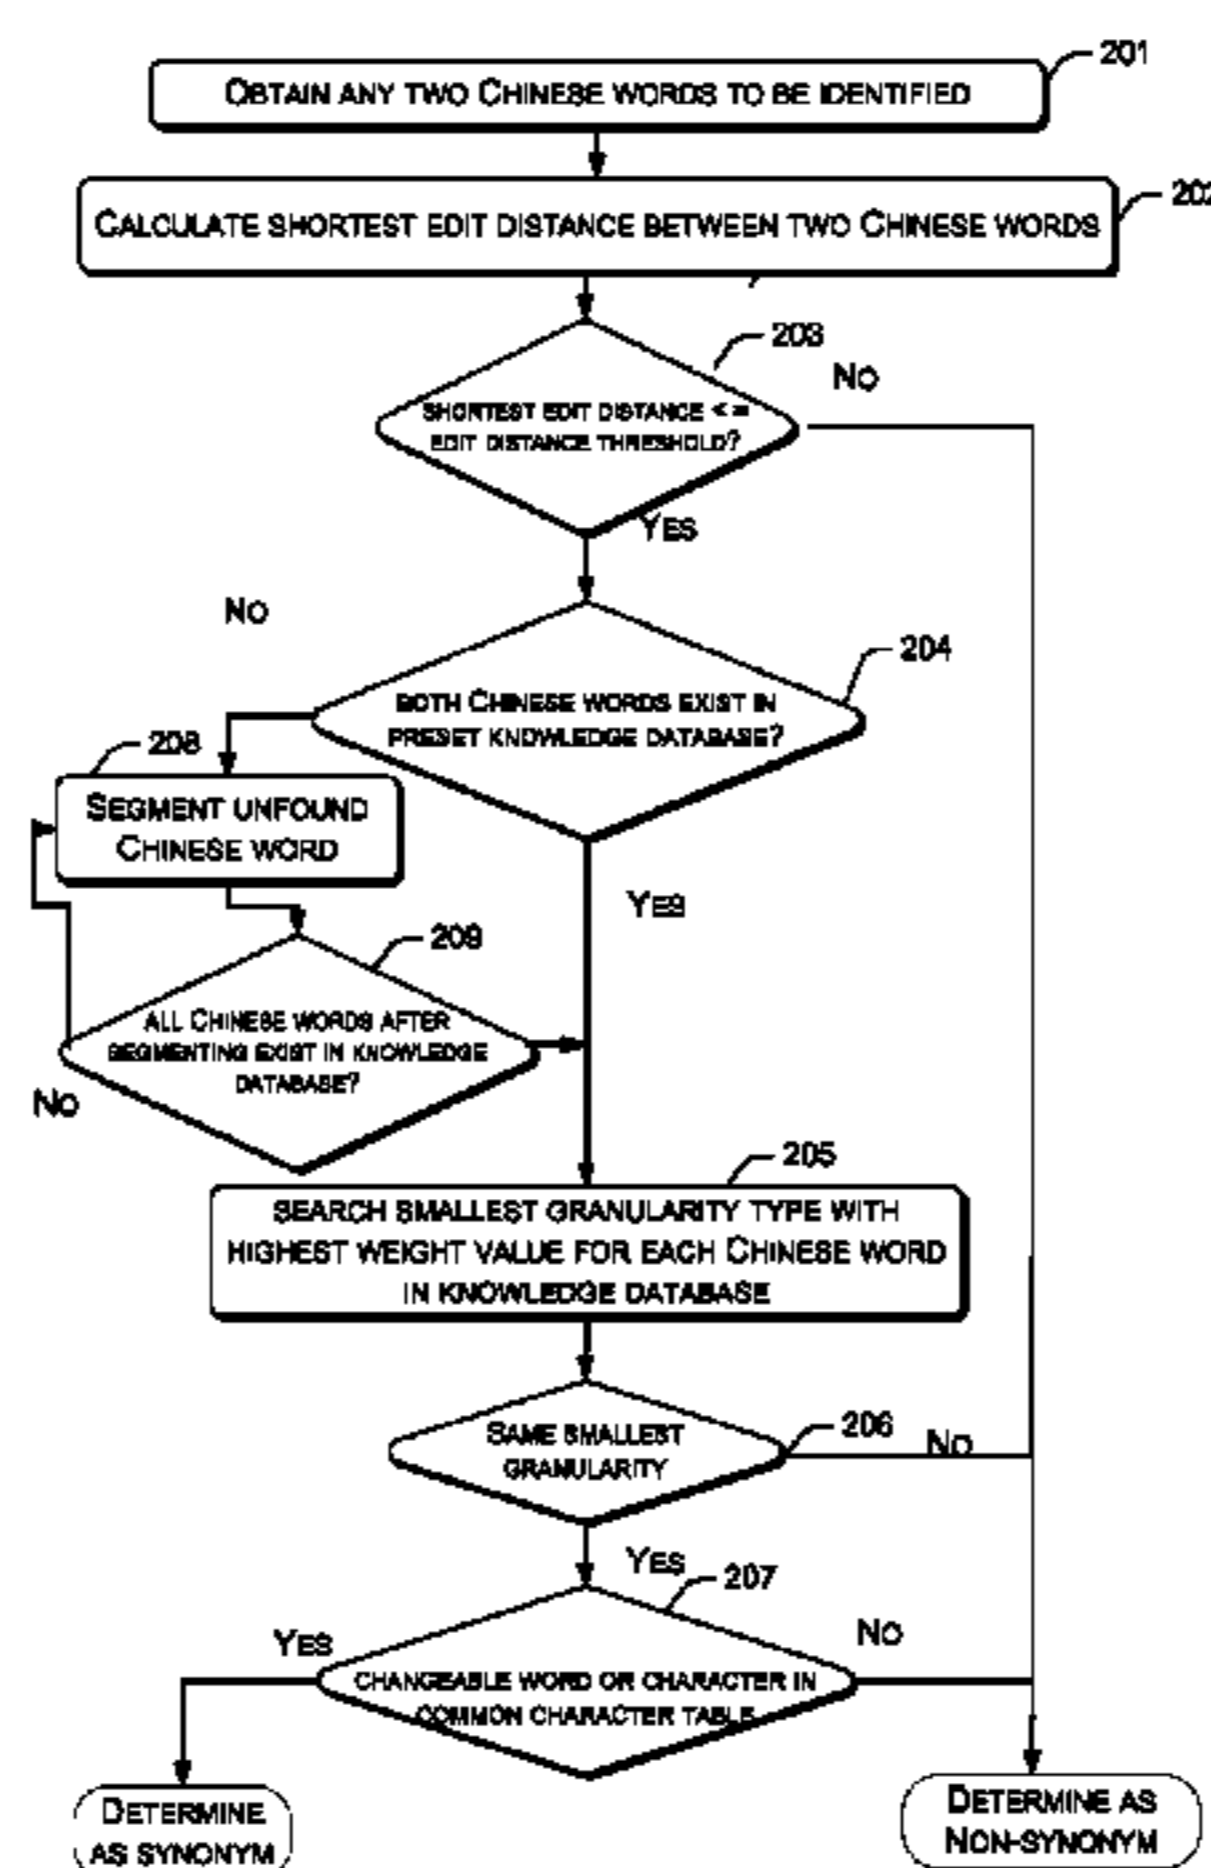 201
OBTAIN ANY TWO CHINESE WORDS TO BE IDENTIFIED
202
CALCULATE SHORTEST EDIT DISTANCE BETWEEN TWO CHINESE WORDS
203
NO
SHORTEST EDIT DISTANCE <=
EDIT DISTANCE THRESHOLD?
YES
NO
204
BOTH CHINESE WORDS EXIST IN
PRESET KNOWLEDGE DATABASE?
208
SEGMENT UNFOUND
CHINESE WORD
YES
209
ALL CHINESE WORDS AFTER
SEGMENTING EXIST IN KNOWLEDGE
DATABASE?
NO
205
SEARCH SMALLEST GRANULARITY TYPE WITH
HIGHEST WEIGHT VALUE FOR EACH CHINESE WORD
IN KNOWLEDGE DATABASE
206
NO
SAME SMALLEST
GRANULARITY
YES
207
YES
NO
CHANGEABLE WORD OR CHARACTER IN
COMMON CHARACTER TABLE
DETERMINE
AS SYNONYM
DETERMINE AS
NON-SYNONYM